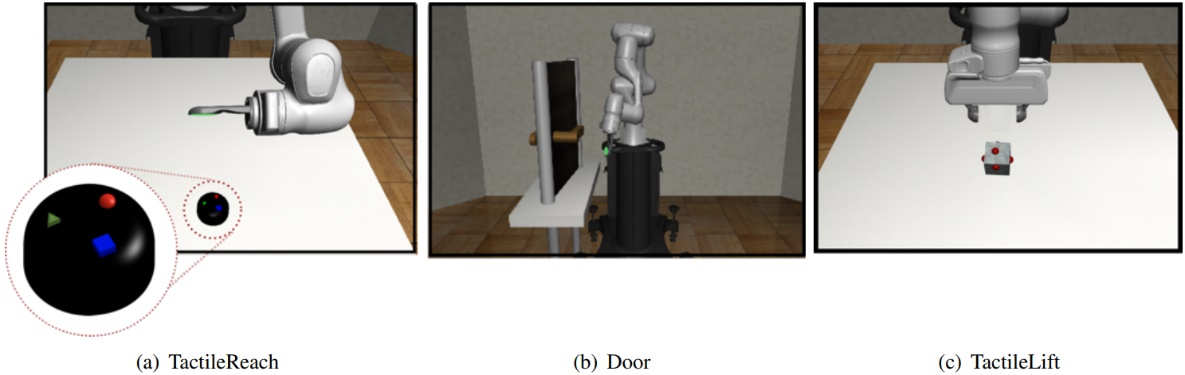 (a) TactileReach
(b) Door
(c) TactileLift